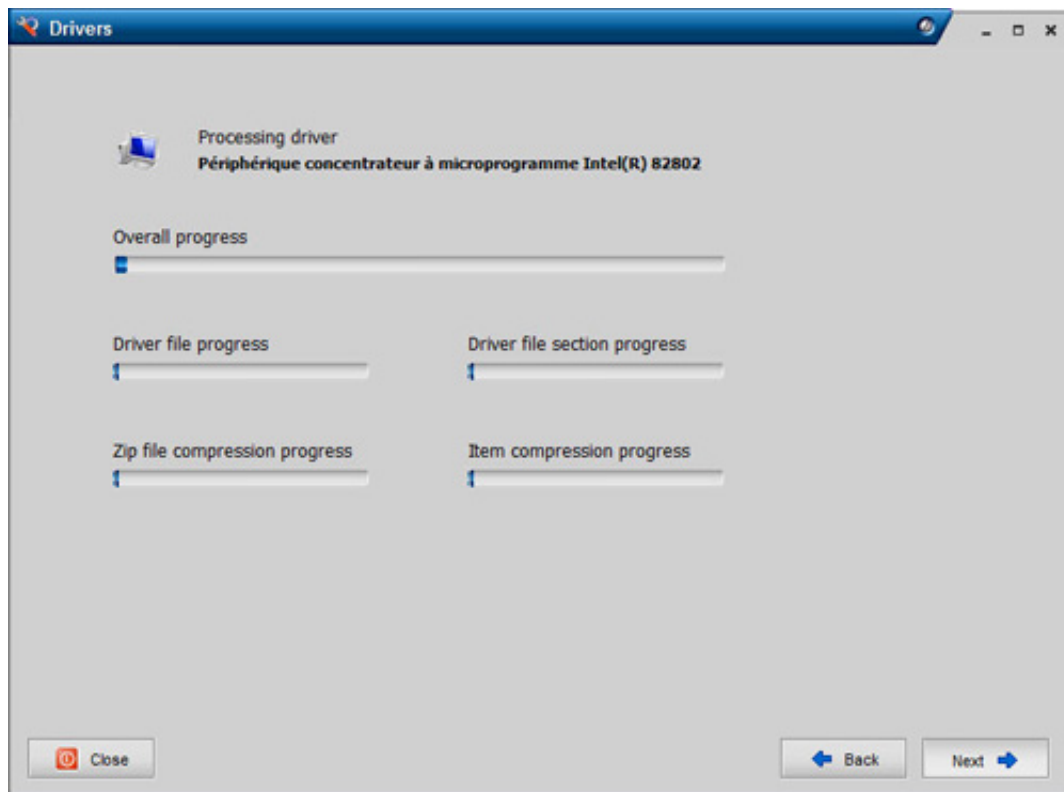 Drivers
Processing driver
Périphérique concentrateur à microprogramme Intel(R) 82802
Overall progress
Driver file progress
Driver file section progress
Zip file compression progress
Item compression progress
Close
Back
Next